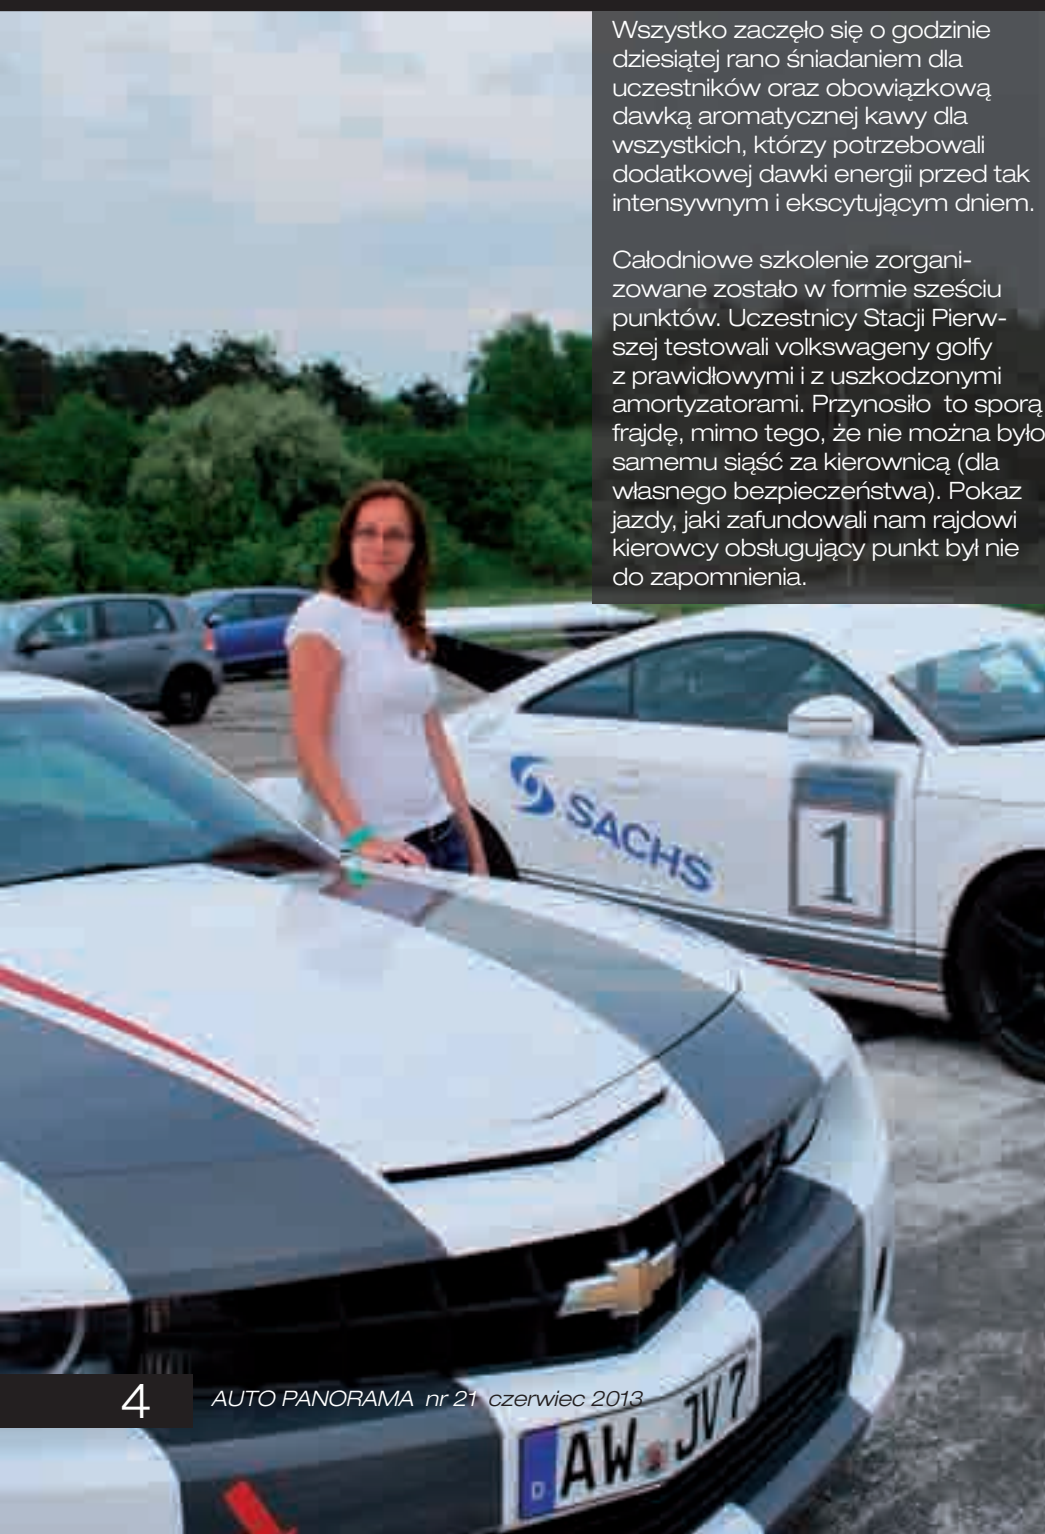 Wszystko zaczęło się o godzinie
dziesiątej rano śniadaniem dla
uczestników oraz obowiązkową
dawką aromatycznej kawy dla
wszystkich, którzy potrzebowali
dodatkowej dawki energii przed tak
intensywnym i ekscytującym dniem.
Całodniowe szkolenie zorgani-
zowane zostało w formie sześciu
punktów. Uczestnicy Stacji Pierw-
szej testowali volkswageny golfy
z prawidłowymi i z uszkodzonymi
amortyzatorami. Przynosiło to sporą
frajdę, mimo tego, że nie można było
samemu siąść za kierownicą (dla
własnego bezpieczeństwa). Pokaz
jazdy, jaki zafundowali nam rajdowi
kierowcy obsługujący punkt był nie
do zapomnienia.
SACHS
1
4
AUTO PANORAMA nr 21 czerwiec 2013
D AW JV 7